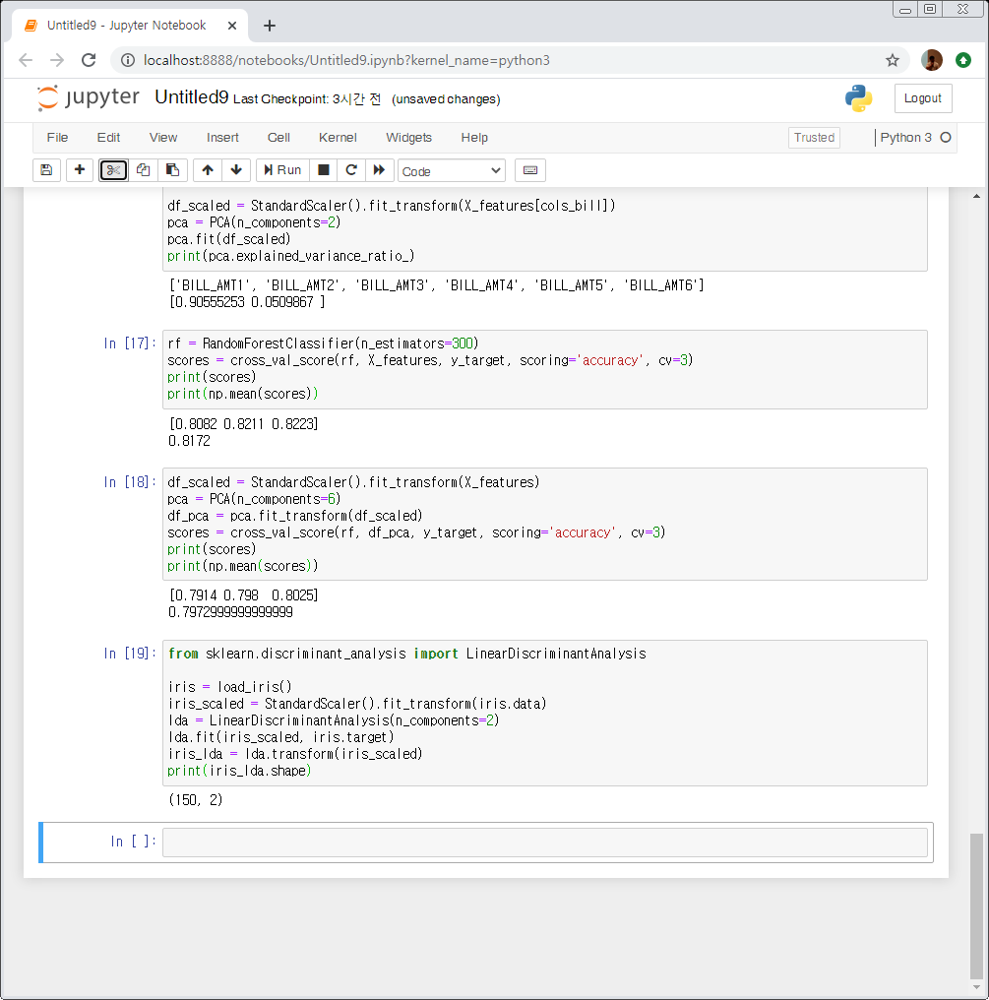 Untitled9 - Jupyter Notebook
localhost:8888/notebooks/Untitled9.ipynb?kernel_name=python3
jupyter Untitled9 Last Checkpoint: 3시간 전 (unsaved changes)
Logout
File Edit View Insert Cell Kernel Widgets Help
Trusted
Python 3
Run
Code
df_scaled = StandardScaler().fit_transform(X_features[cols_bill])
pca = PCA(n_components=2)
pca.fit(df_scaled)
print(pca.explained_variance_ratio_)
['BILL_AMT1', 'BILL_AMT2', 'BILL_AMT3', 'BILL_AMT4', 'BILL_AMT5', 'BILL_AMT6']
[0.90555253 0.0509867 ]
In [17]:
rf = RandomForestClassifier(n_estimators=300)
scores = cross_val_score(rf, X_features, y_target, scoring='accuracy', cv=3)
print(scores)
print(np.mean(scores))
[0.8082 0.8211 0.8223]
0.8172
In [18]:
df_scaled = StandardScaler().fit_transform(X_features)
pca = PCA(n_components=6)
df_pca = pca.fit_transform(df_scaled)
scores = cross_val_score(rf, df_pca, y_target, scoring='accuracy', cv=3)
print(scores)
print(np.mean(scores))
[0.7914 0.798  0.8025]
0.7972999999999999
In [19]:
from sklearn.discriminant_analysis import LinearDiscriminantAnalysis
iris = load_iris()
iris_scaled = StandardScaler().fit_transform(iris.data)
lda = LinearDiscriminantAnalysis(n_components=2)
lda.fit(iris_scaled, iris.target)
iris_lda = lda.transform(iris_scaled)
print(iris_lda.shape)
(150, 2)
In [ ]: